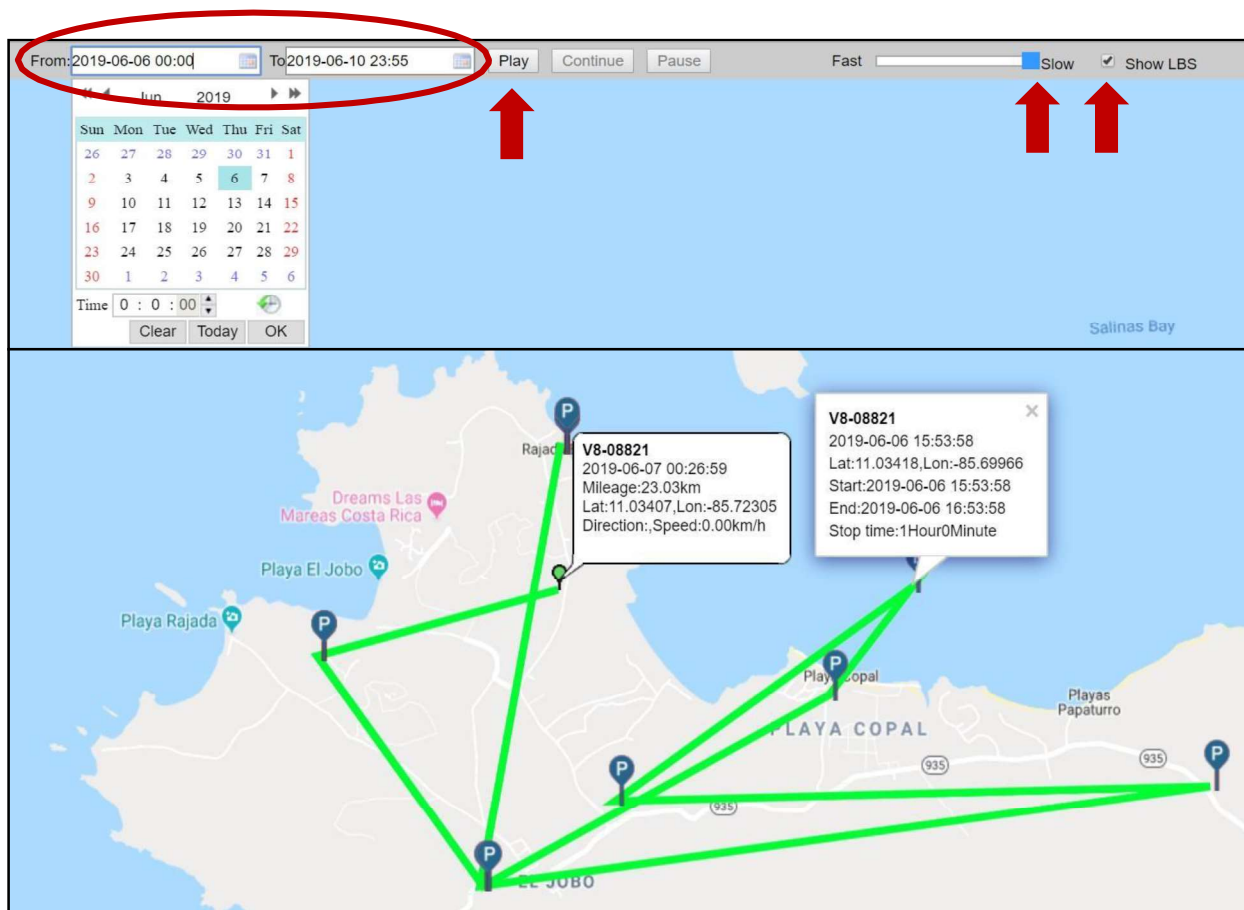 From: 2019-06-06 00:00 To 2019-06-10 23:55 Play Continue Pause Fast Slow Show LBS
Jun 2019
Sun Mon Tue Wed Thu Fri Sat
26 27 28 29 30 31 1
2 3 4 5 6 7 8
9 10 11 12 13 14 15
16 17 18 19 20 21 22
23 24 25 26 27 28 29
30 1 2 3 4 5 6
Time 0 : 0 : 00
Clear Today OK
Salinas Bay
P
V8-08821
2019-06-06 15:53:58
Lat:11.03418,Lon:-85.69966
Start:2019-06-06 15:53:58
End:2019-06-06 16:53:58
Stop time:1Hour0Minute
V8-08821
2019-06-07 00:26:59
Mileage:23.03km
Lat:11.03407,Lon:-85.72305
Direction:,Speed:0.00km/h
Dreams Las
Mareas Costa Rica
Playa El Jobo
Playa Rajada
P
P
Playa Copal
Playas
Papaturro
PLAYA COPAL
935
935
P
P
935
P
EL JOBO